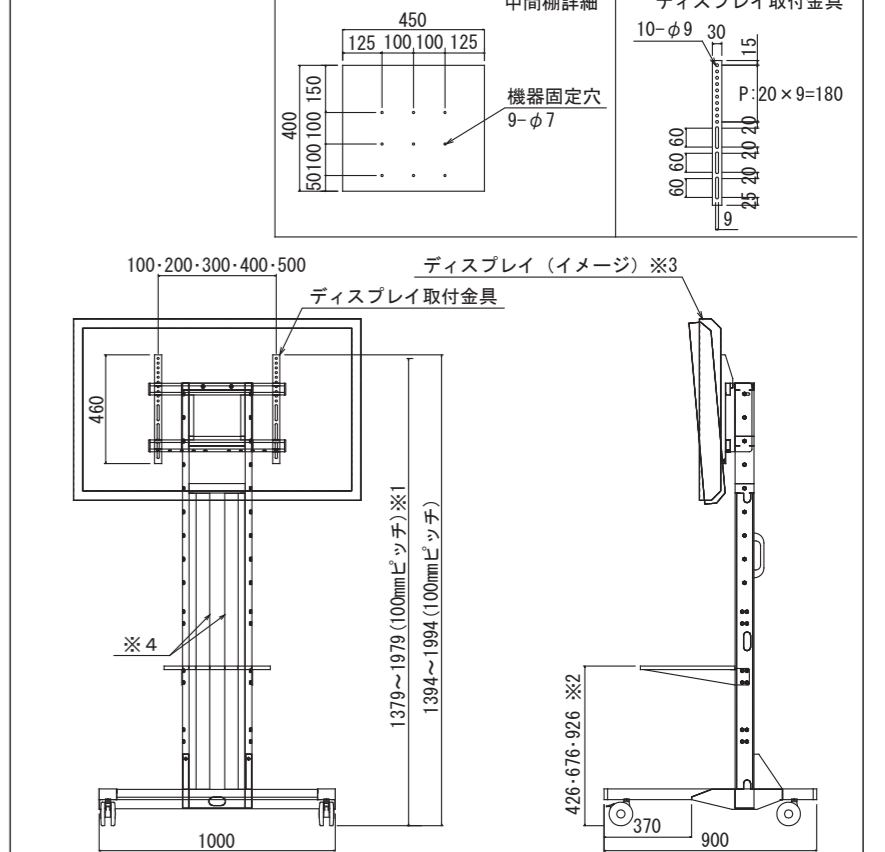 中間棚詳細
450
125 100 100 125
400
150
100
100
50
機器固定穴
9-φ7
ディスプレイ取付金具
10-φ9
30
15
P:20×9=180
60
60
60
20
20
20
25
9
100･200･300･400･500
ディスプレイ取付金具
ディスプレイ（イメージ）※3
460
1379～1979(100㎜ピッチ)※1
1394～1994(100㎜ピッチ)
※４
1000
426･676･926 ※2
370
900